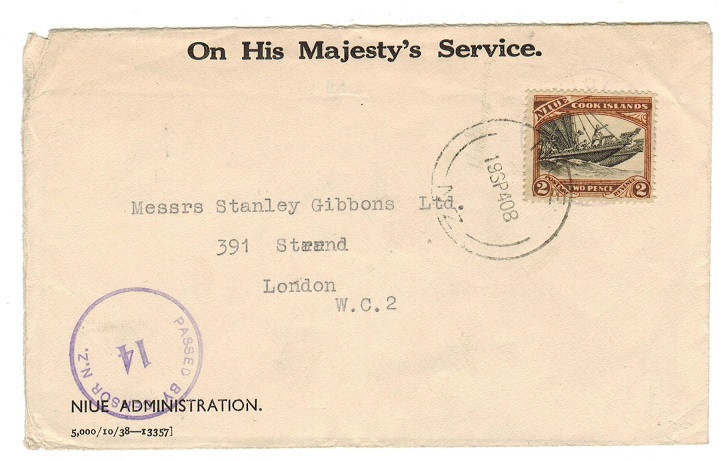 On His Majesty's Service.
NIUE
COOK ISLANDS
2 TWO PENCE 2
19SP408
N.Z.
Messrs Stanley Gibbons Ltd.
391 Strand
London
W.C.2
PASSED BY CENSOR N.Z.
14
NIUE ADMINISTRATION.
5,000/10/38—13357]